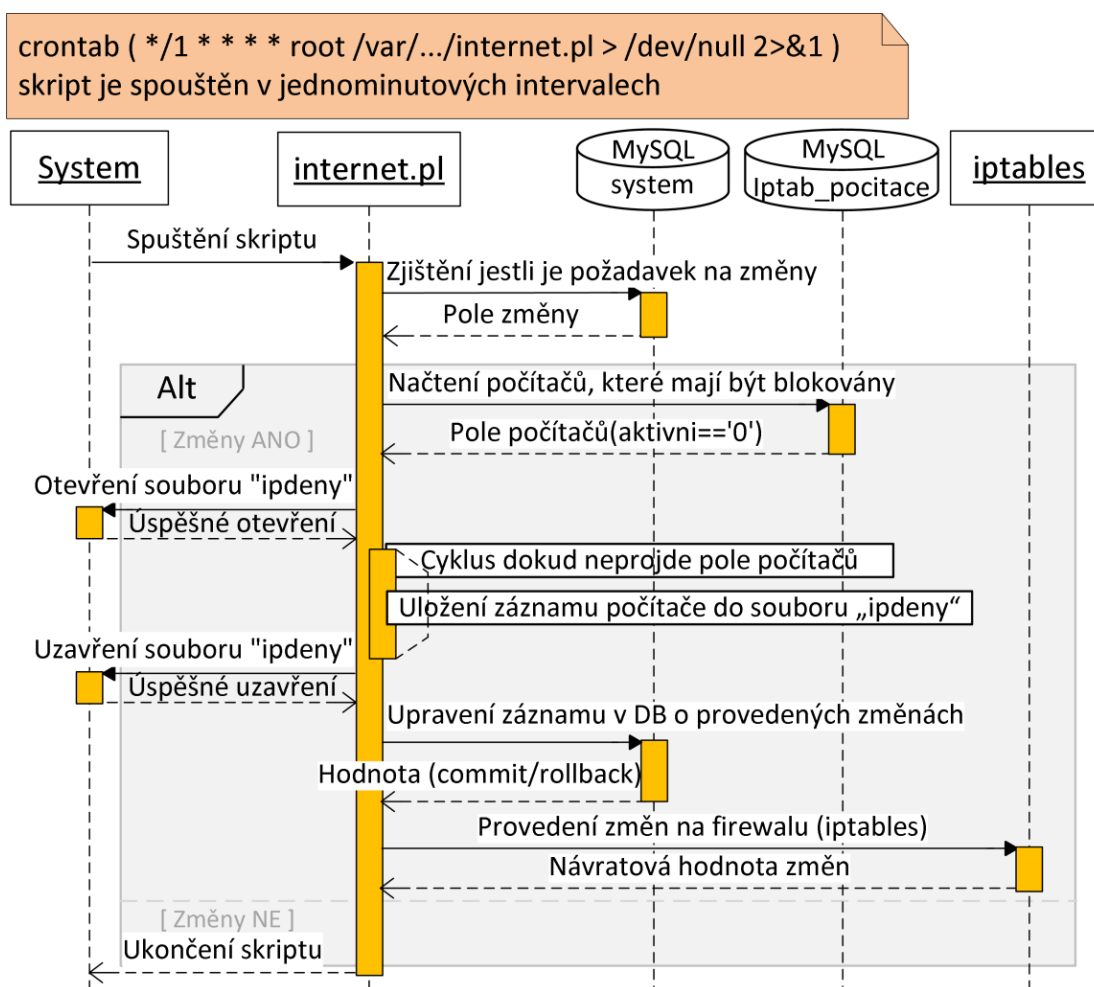 crontab ( */1 * * * * root /var/.../internet.pl > /dev/null 2>&1 )
skript je spouštěn v jednominutových intervalech
System
internet.pl
MySQL
system
MySQL
Iptab_pocitace
iptables
Spuštění skriptu
Zjištění jestli je požadavek na změny
Pole změny
Alt
Načtení počítačů, které mají být blokovány
[ Změny ANO ]
Pole počítačů(aktivni=='0')
Otevření souboru "ipdeny"
Úspěšné otevření
Cyklus dokud neprojde pole počítačů
Uložení záznamu počítače do souboru „ipdeny“
Uzavření souboru "ipdeny"
Úspěšné uzavření
Upravení záznamu v DB o provedených změnách
Hodnota (commit/rollback)
Provedení změn na firewalu (iptables)
Návratová hodnota změn
[ Změny NE ]
Ukončení skriptu